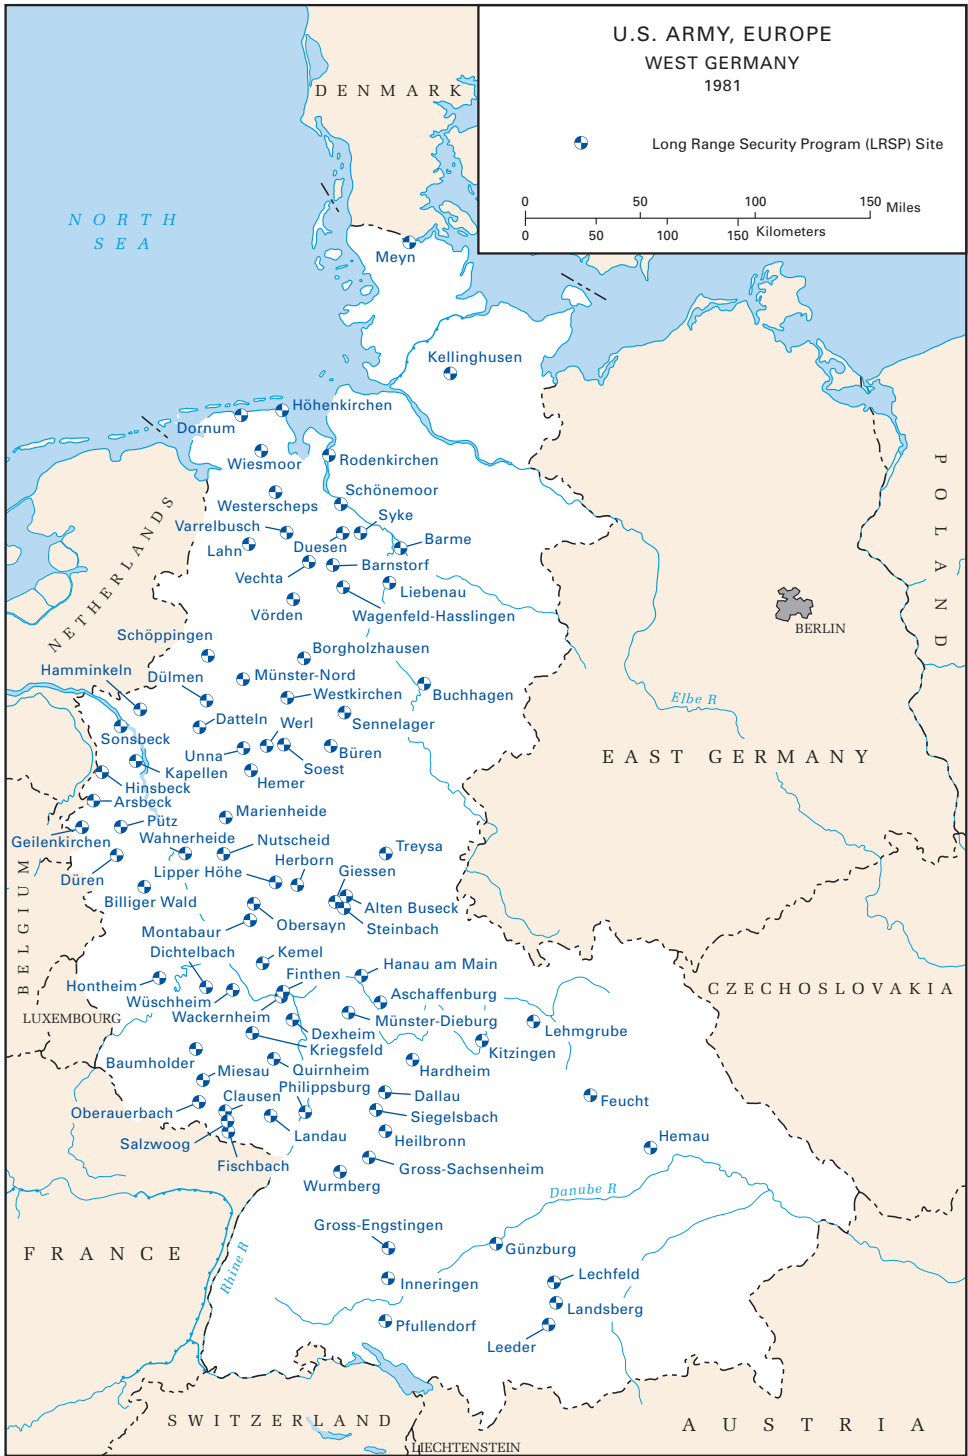 U.S. ARMY, EUROPE
WEST GERMANY
1981
Long Range Security Program (LRSP) Site
0 50 100 150 Miles
0 50 100 150 Kilometers
DENMARK
NORTH
SEA
Meyn
Kellinghusen
Höhenkirchen
Dornum
Wiesmoor
Rodenkirchen
POLAND
Westerscheps
Schönemoor
Varrelbusch
Syke
Lahn
Duesen
Barme
NETHERLANDS
Vechta
Barnstorf
Liebenau
Vörden
Wagenfeld-Hasslingen
BERLIN
Schöppingen
Borgholzhausen
Hamminkeln
Dülmen
Münster-Nord
Westkirchen
Buchhagen
Elbe R
Datteln
Werl
Sennelager
Sonsbeck
Unna
Soest
Büren
EAST GERMANY
Kapellen
Hemer
Hinsbeck
Arsbeck
Marienheide
Pütz
Geilenkirchen
Wahnerheide
Nutscheid
Treysa
Herborn
Lipper Höhe
Giessen
Düren
Billiger Wald
Alten Buseck
Obersayn
Steinbach
Montabaur
BELGIUM
Dichtelbach
Kemel
Hanau am Main
Finthen
Hontheim
Wüschheim
Aschaffenburg
CZECHOSLOVAKIA
LUXEMBOURG
Wackernheim
Münster-Dieburg
Dexheim
Lehmgrube
Kriegsfeld
Kitzingen
Baumholder
Quirnheim
Hardheim
Miesau
Philippsburg
Clausen
Dallau
Feucht
Oberauerbach
Siegelsbach
Landau
Heilbronn
Hemau
Salzwoog
Fischbach
Gross-Sachsenheim
Wurmberg
Danube R
Gross-Engstingen
FRANCE
Rhine R
Günzburg
Lechfeld
Inneringen
Landsberg
Pfullendorf
Leeder
SWITZERLAND
AUSTRIA
LIECHTENSTEIN